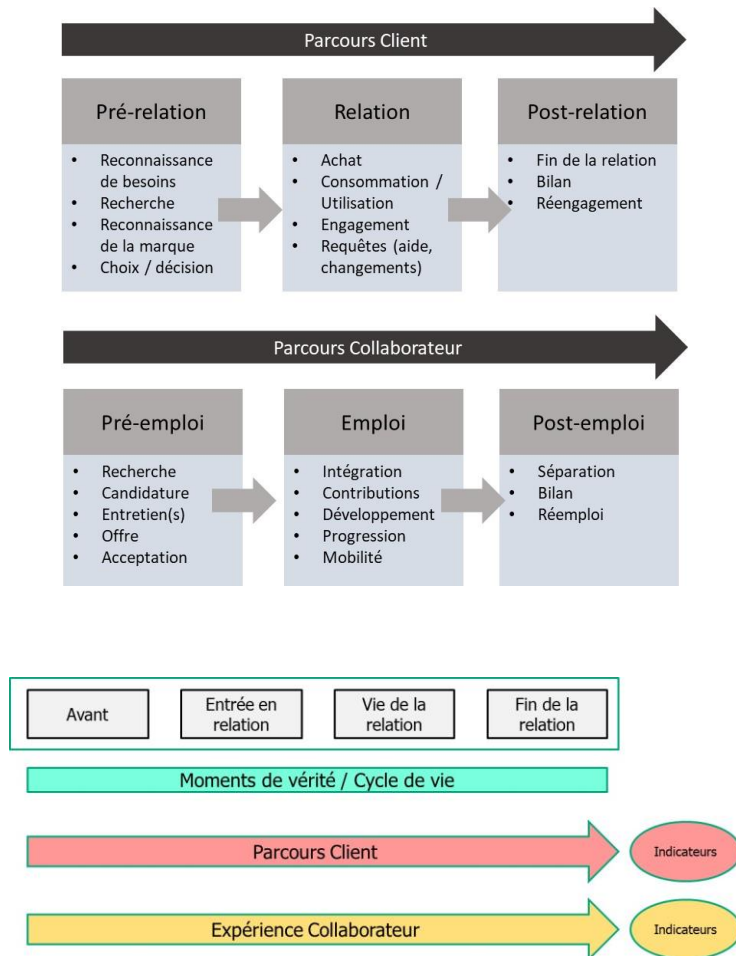 Parcours Client
Pré-relation
• Reconnaissance
de besoins
• Recherche
• Reconnaissance
de la marque
• Choix / décision
Relation
• Achat
• Consommation /
Utilisation
• Engagement
• Requêtes (aide,
changements)
Post-relation
• Fin de la relation
• Bilan
• Réengagement
Parcours Collaborateur
Pré-emploi
• Recherche
• Candidature
• Entretien(s)
• Offre
• Acceptation
Emploi
• Intégration
• Contributions
• Développement
• Progression
• Mobilité
Post-emploi
• Séparation
• Bilan
• Réemploi
Avant
Entrée en
relation
Vie de la
relation
Fin de la
relation
Moments de vérité / Cycle de vie
Parcours Client
Indicateurs
Expérience Collaborateur
Indicateurs